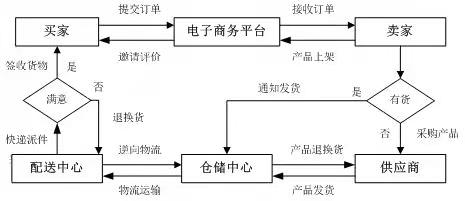 提交订单
接收订单
买家
电子商务平台
卖家
邀请评价
产品上架
签收货物
是
否
通知发货
是
满意
有货
退换货
否
采购产品
快递派件
逆向物流
产品退换货
配送中心
仓储中心
供应商
物流运输
产品发货